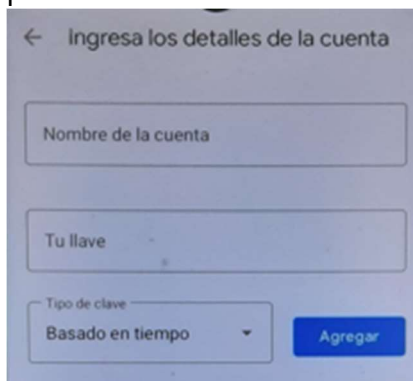 Ingresa los detalles de la cuenta
Nombre de la cuenta
Tu llave
Tipo de clave
Basado en tiempo
Agregar